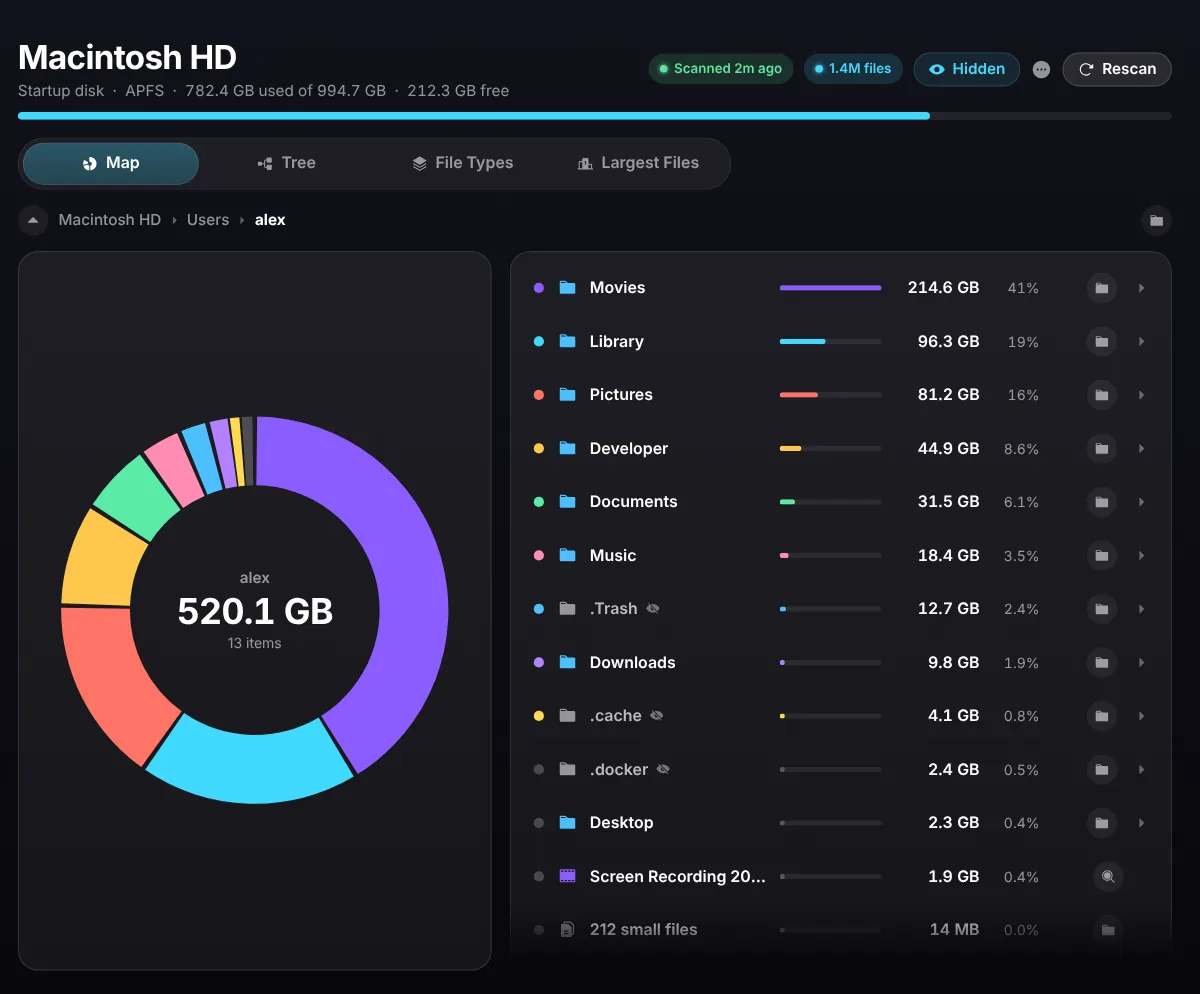 Macintosh HD
Startup disk · APFS · 782.4 GB used of 994.7 GB · 212.3 GB free
Scanned 2m ago
1.4M files
Hidden
Rescan
Map
Tree
File Types
Largest Files
Macintosh HD › Users › alex
alex
520.1 GB
13 items
Movies 214.6 GB 41%
Library 96.3 GB 19%
Pictures 81.2 GB 16%
Developer 44.9 GB 8.6%
Documents 31.5 GB 6.1%
Music 18.4 GB 3.5%
.Trash 12.7 GB 2.4%
Downloads 9.8 GB 1.9%
.cache 4.1 GB 0.8%
.docker 2.4 GB 0.5%
Desktop 2.3 GB 0.4%
Screen Recording 20... 1.9 GB 0.4%
212 small files 14 MB 0.0%